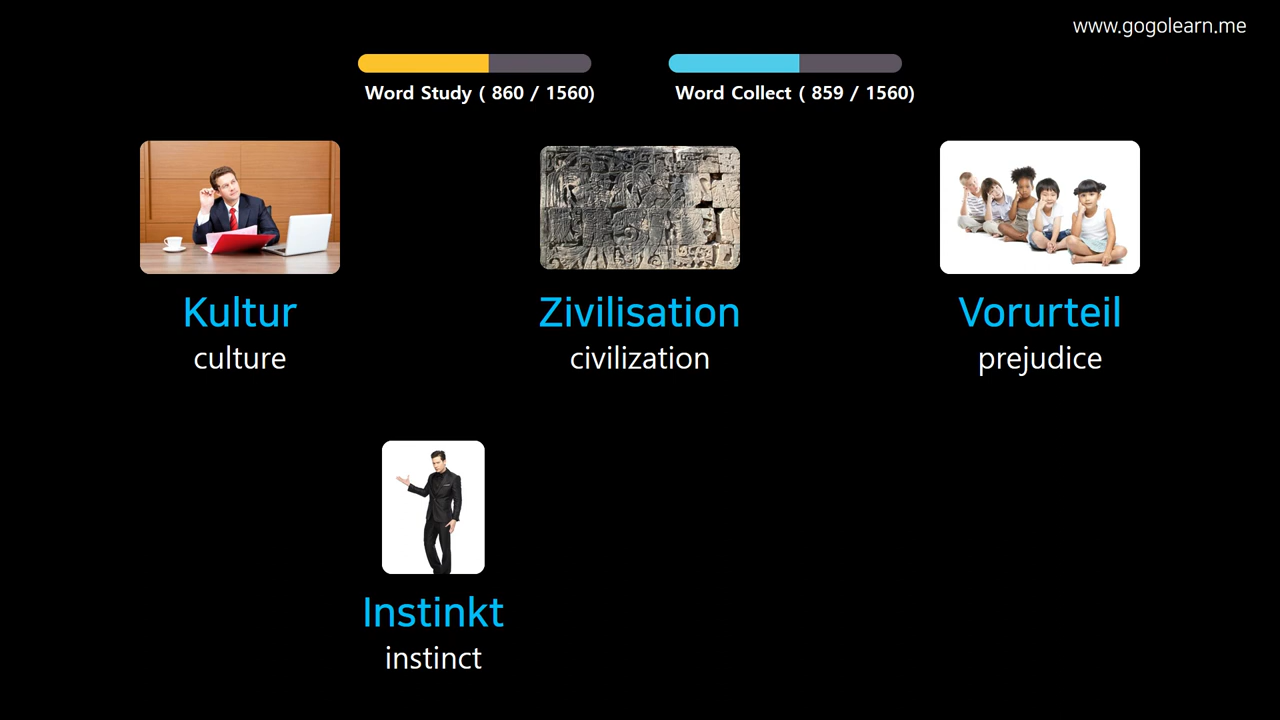 www.gogolearn.me
Word Study ( 860 / 1560)
Word Collect ( 859 / 1560)
Kultur
culture
Zivilisation
civilization
Vorurteil
prejudice
Instinkt
instinct